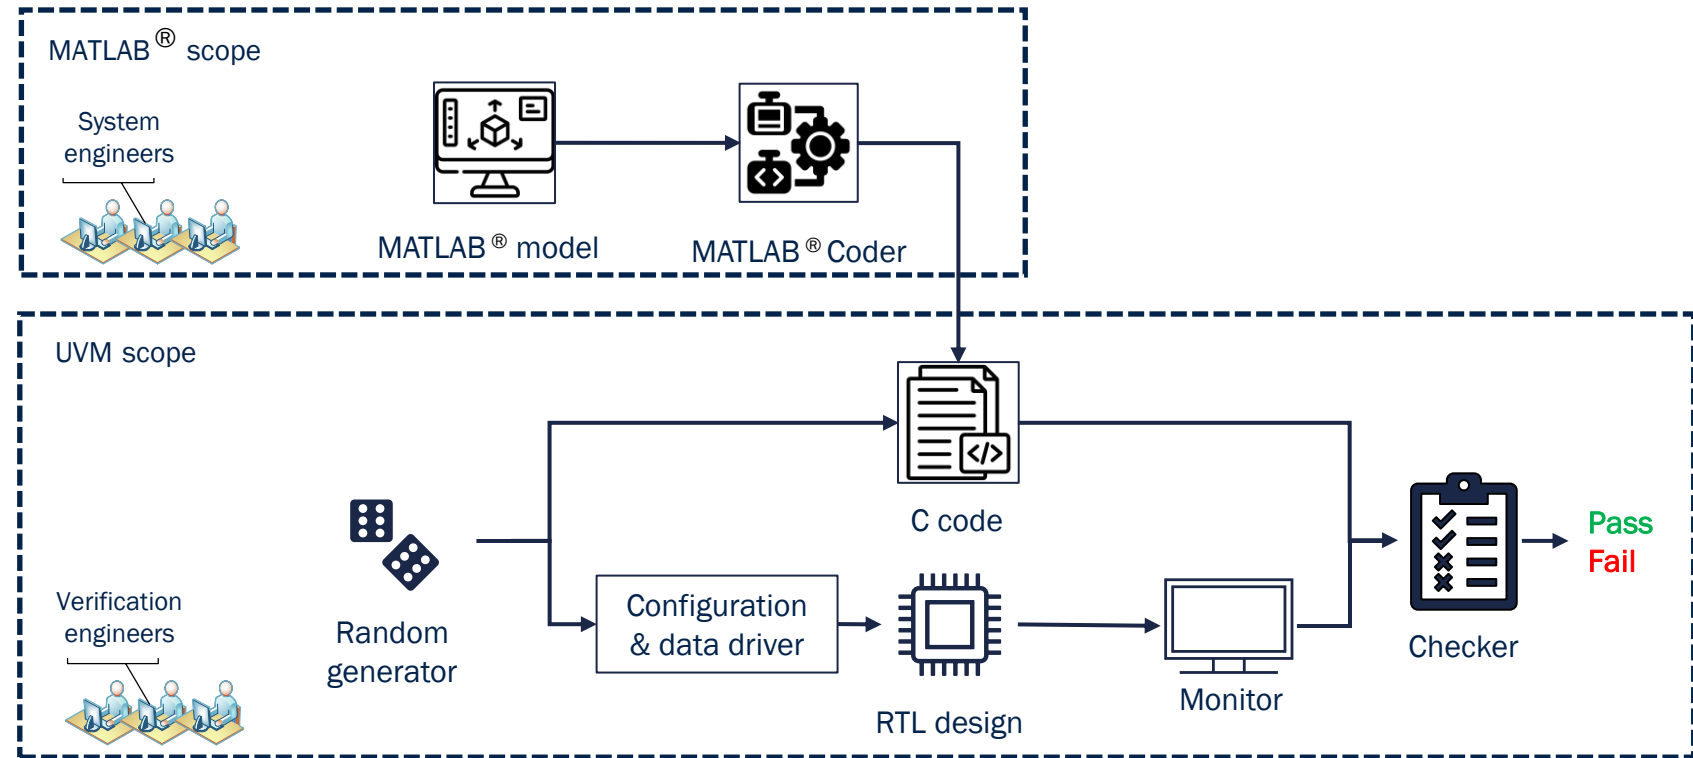 MATLAB® scope
System
engineers
MATLAB® model
MATLAB® Coder
UVM scope
C code
Pass
Fail
Verification
engineers
Random
generator
Configuration
& data driver
RTL design
Monitor
Checker